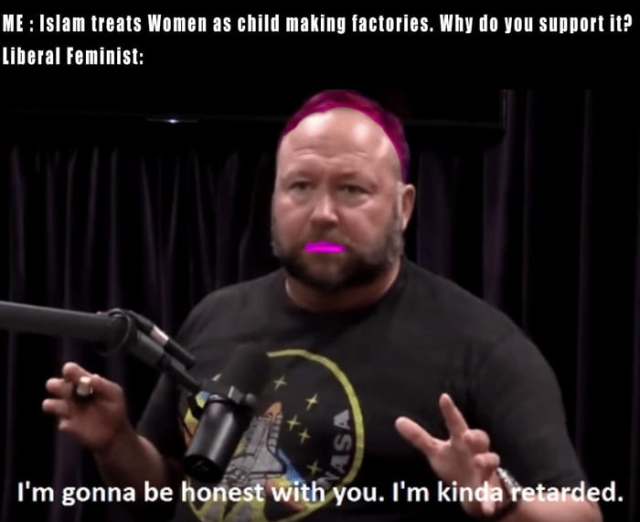 ME : Islam treats Women as child making factories. Why do you support it?
Liberal Feminist:
NASA
I'm gonna be honest with you. I'm kinda retarded.